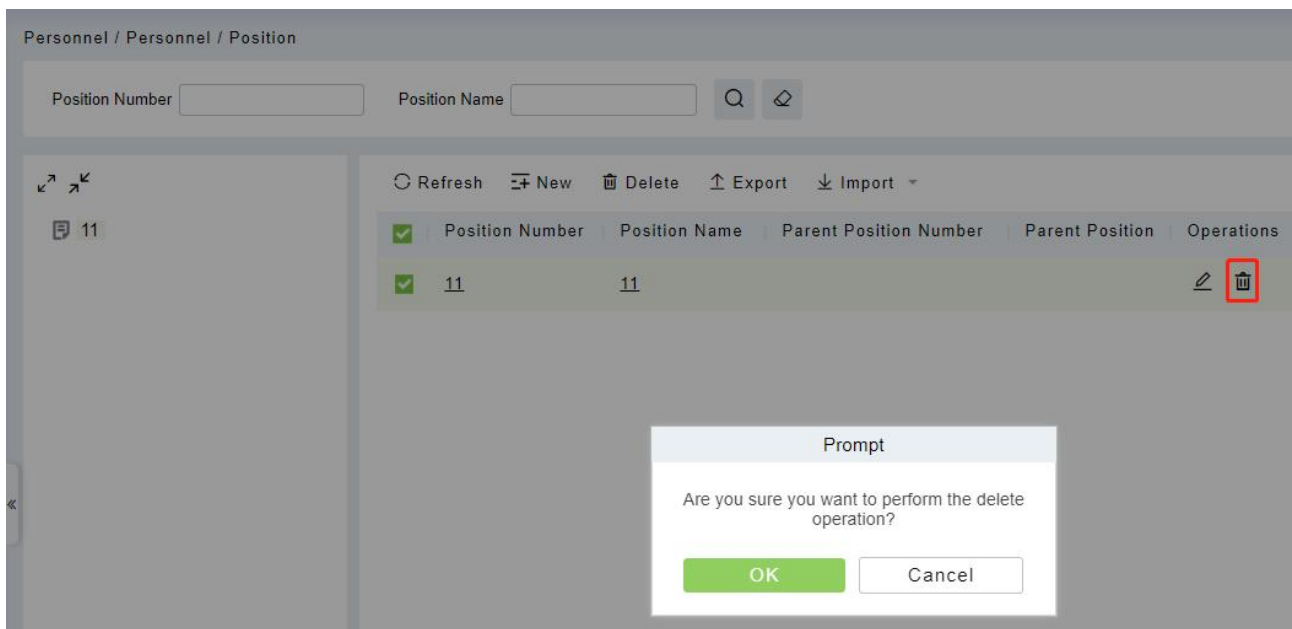 Personnel / Personnel / Position
Position Number Position Name
Refresh New Delete Export Import
11
Position Number Position Name Parent Position Number Parent Position Operations
11 11
Prompt
Are you sure you want to perform the delete
operation?
OK Cancel